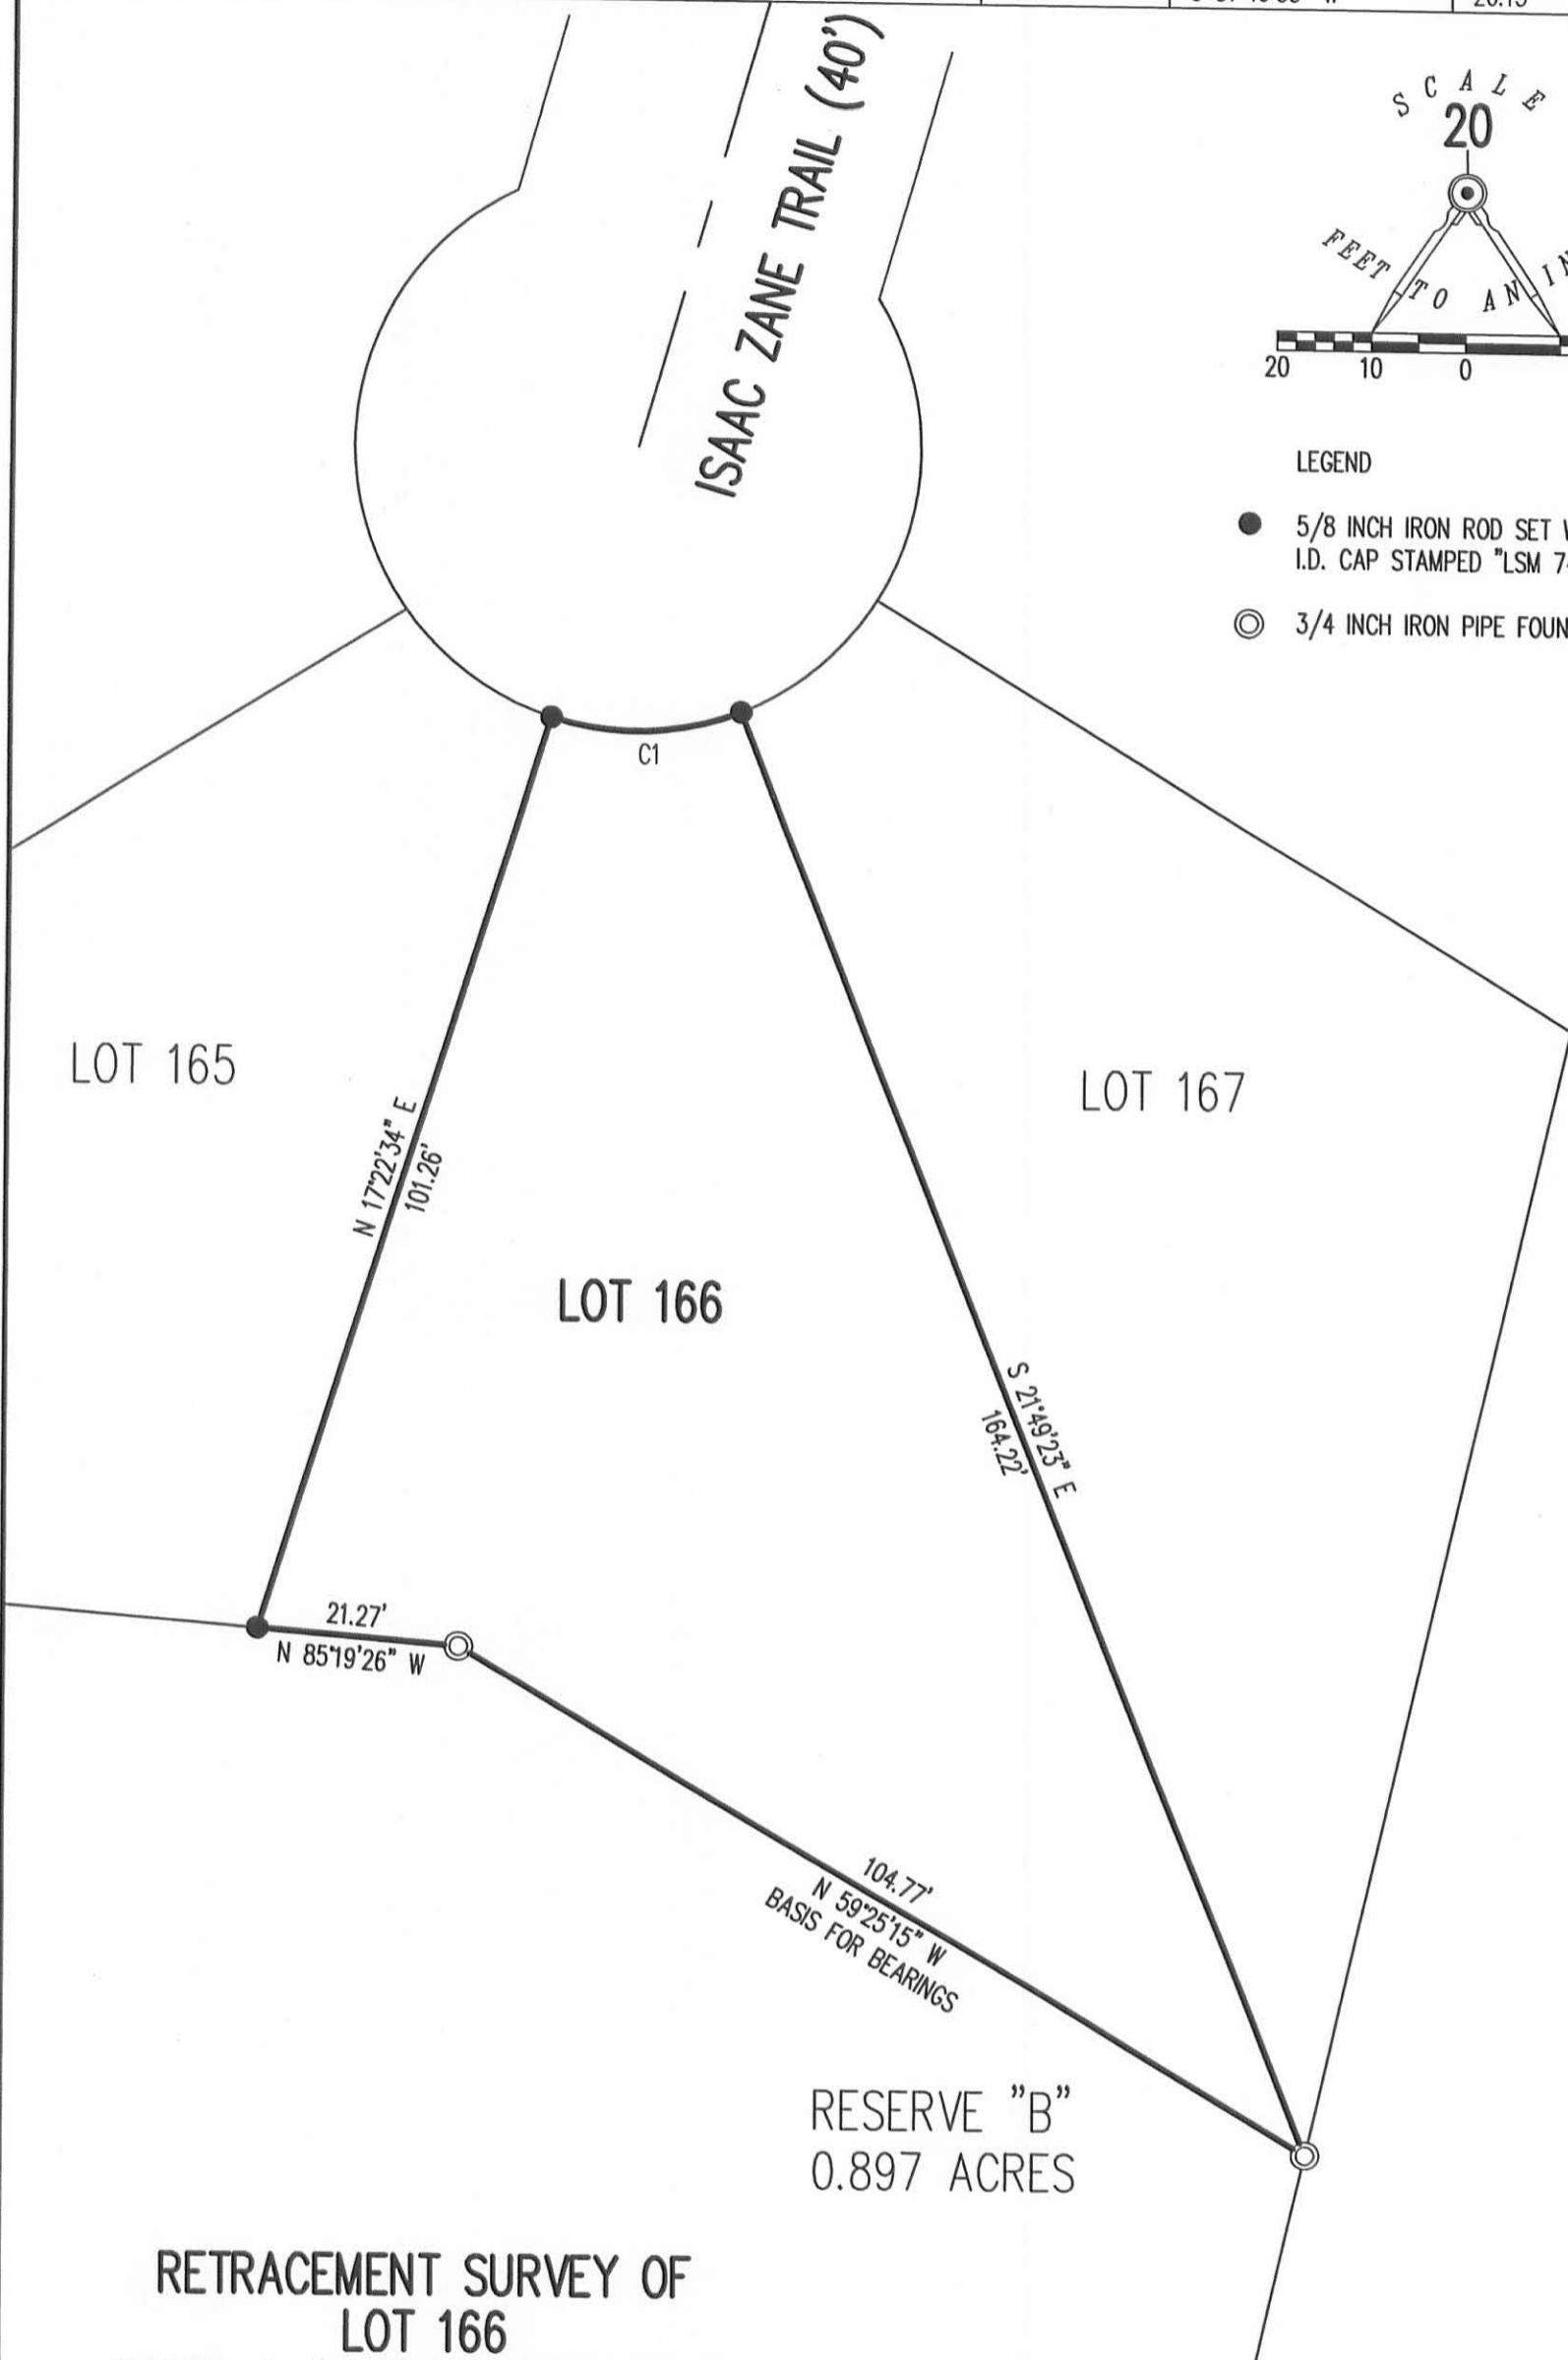 ISAAC ZANE TRAIL (40')
SCALE
20
FEET TO AN
20 10 0
LEGEND
5/8 INCH IRON ROD SET
I.D. CAP STAMPED "LSM
3/4 INCH IRON PIPE
C1
LOT 165
LOT 167
N 17°22'34" E
101.26'
LOT 166
S 21°49'23" E
164.22'
21.27'
N 85°19'26" W
104.77'
N 59°25'15" W
BASIS FOR BEARINGS
RESERVE "B"
0.897 ACRES
RETRACEMENT SURVEY OF
LOT 166